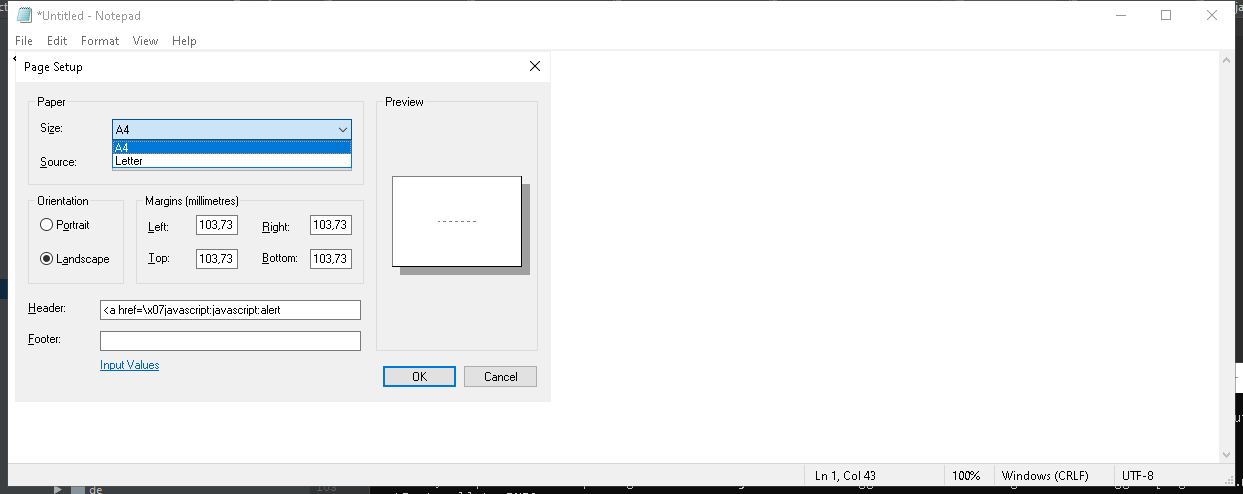 *Untitled - Notepad
File Edit Format View Help
Page Setup
Paper
Size:
A4
A4
Letter
Source:
Preview
Orientation
Portrait
Landscape
Margins (millimetres)
Left: 103,73 Right: 103,73
Top: 103,73 Bottom: 103,73
Header: <a href=\x07javascript:javascript:alert
Footer:
Input Values
OK Cancel
Ln 1, Col 43 100% Windows (CRLF) UTF-8
de
103